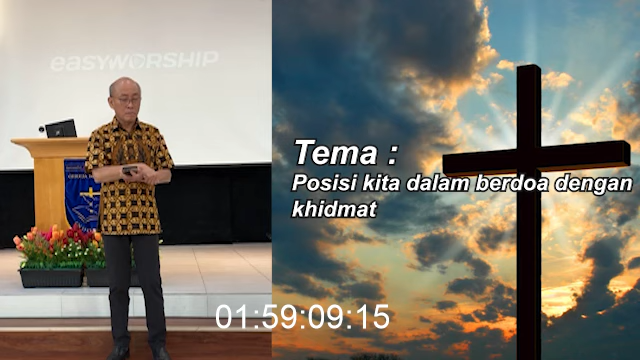 easyworship
Tema :
Posisi kita dalam berdoa dengan
khidmat
01:59:09:15